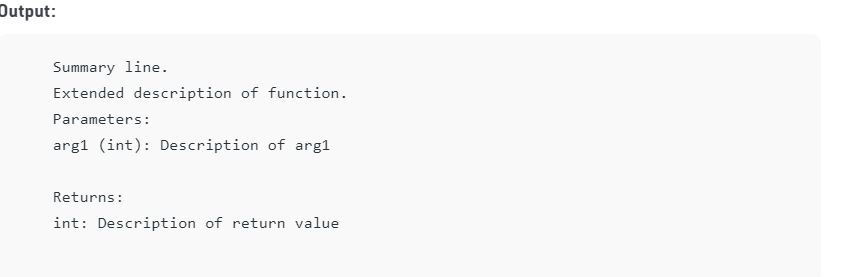 Output:
Summary line.
Extended description of function.
Parameters:
arg1 (int): Description of arg1
Returns:
int: Description of return value